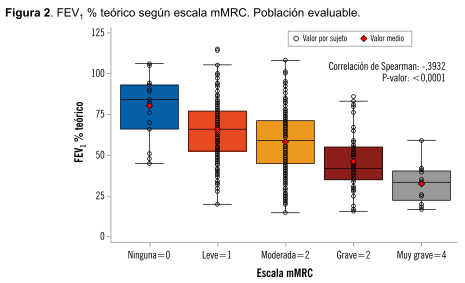 Figura 2. FEV1 % teórico según escala mMRC. Población evaluable.
Valor por sujeto
Valor medio
Correlación de Spearman: -,3932
P-valor: <0,0001
FEV1 % teórico
125
100
75
50
25
0
Ninguna=0
Leve=1
Moderada=2
Grave=2
Muy grave=4
Escala mMRC